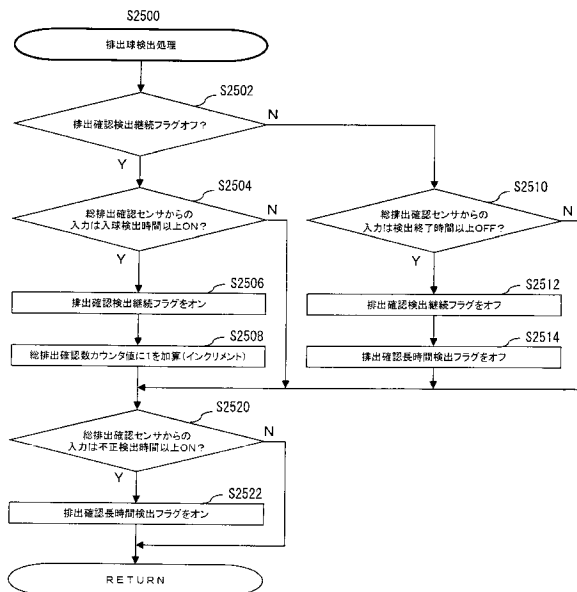 S2500
排出球検出処理
S2502
排出確認検出継続フラグオフ?
N
Y
S2504
総排出確認センサからの
入力は入球検出時間以上ON?
N
Y
S2510
総排出確認センサからの
入力は検出終了時間以上OFF?
N
Y
S2506
排出確認検出継続フラグをオン
S2512
排出確認検出継続フラグをオフ
S2508
総排出確認数カウンタ値に1を加算(インクリメント)
S2514
排出確認長時間検出フラグをオフ
S2520
総排出確認センサからの
入力は不正検出時間以上ON?
N
Y
S2522
排出確認長時間検出フラグをオン
RETURN